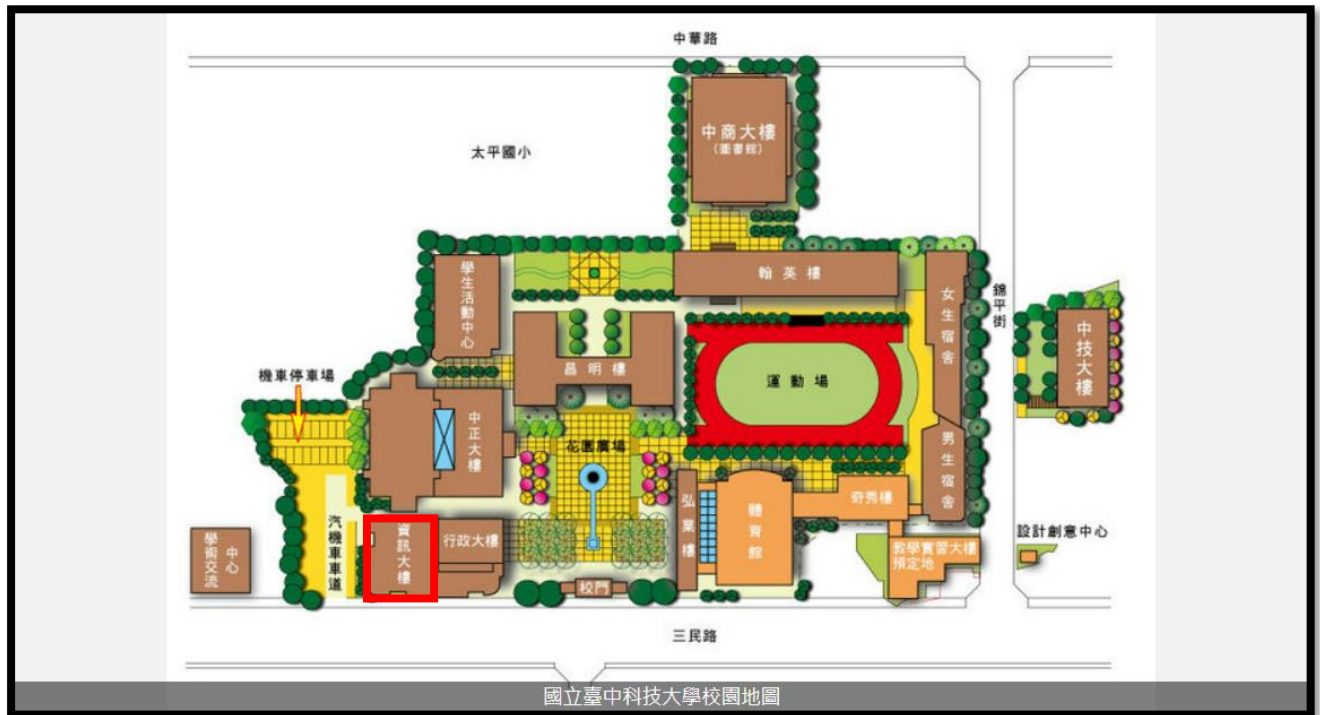 中華路
中商大樓
(圖書館)
太平國小
翰英樓
學生活動中心
女生宿舍
錦平街
中技大樓
昌明樓
運動場
機車停車場
中正大樓
花園廣場
男生宿舍
弘業樓
體育館
奇秀樓
汽機車車道
資訊大樓
行政大樓
學術交流
中心
教學實習大樓
預定地
設計創意中心
校門
三民路
國立臺中科技大學校園地圖